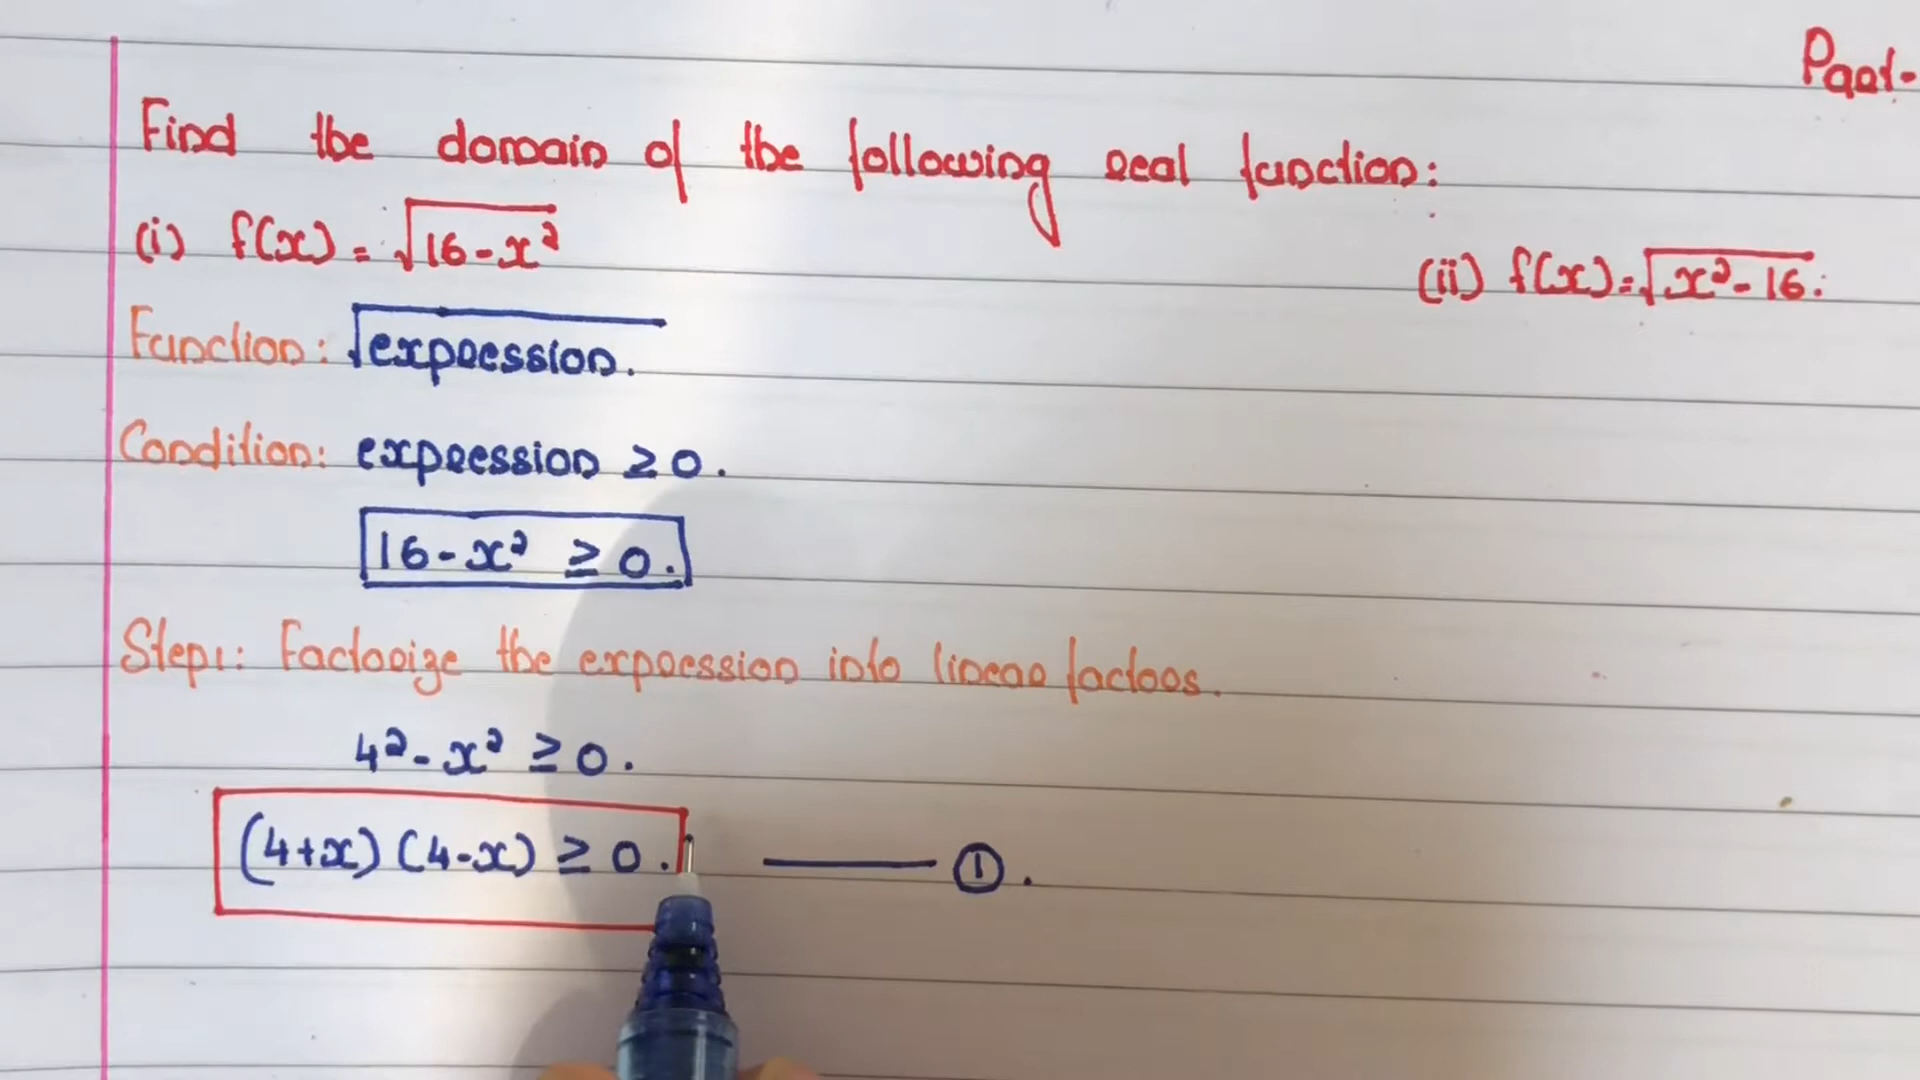 Part-
Find the domain of the following real function:
(i) f(x) = √16-x²
(ii) f(x) = √x²-16.
Function: √expression.
Condition: expression ≥ 0.
16-x² ≥ 0.
Step1: Factorize the expression into linear factors.
4²-x² ≥ 0.
(4+x)(4-x) ≥ 0. —— ①.